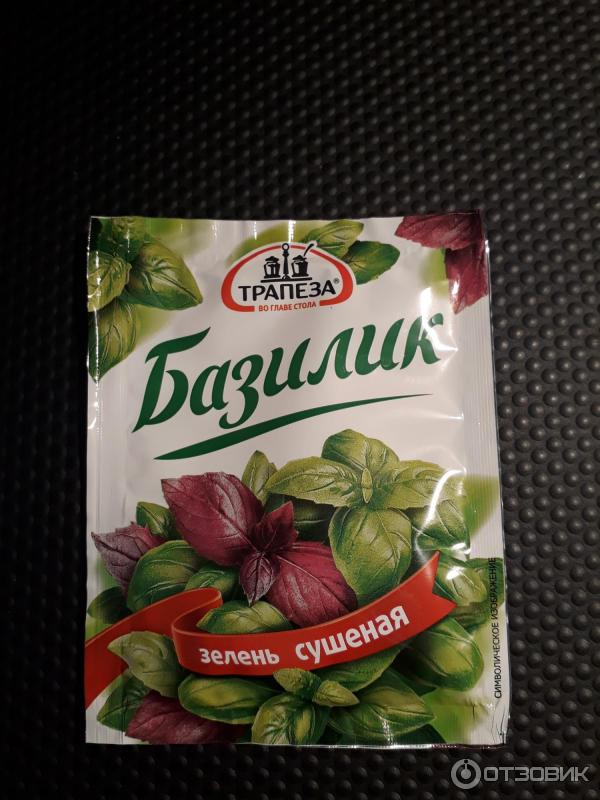 ТРАПЕЗА®
ВО ГЛАВЕ СТОЛА
Базилик
зелень сушеная
СИМВОЛИЧЕСКОЕ ИЗОБРАЖЕНИЕ
ОТЗОВИК